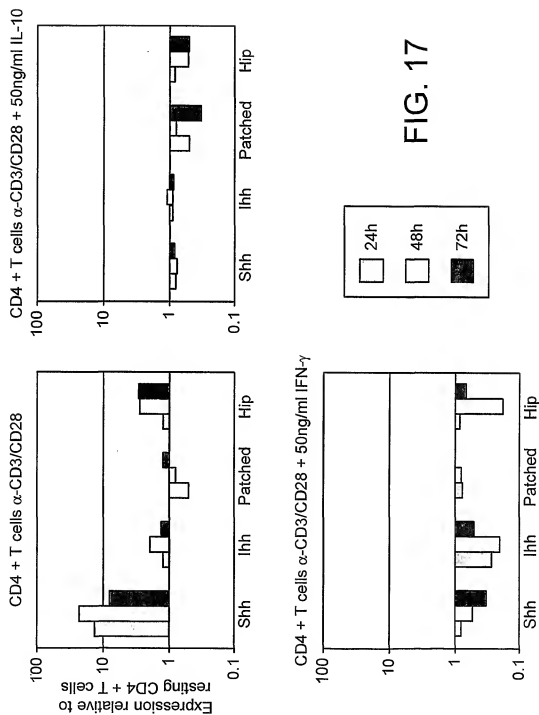 CD4 + T cells α-CD3/CD28
Expression relative to
resting CD4 + T cells
100
10
1
0.1
Shh
Ihh
Patched
Hip
CD4 + T cells α-CD3/CD28 + 50ng/ml IL-10
100
10
1
0.1
Shh
Ihh
Patched
Hip
CD4 + T cells α-CD3/CD28 + 50ng/ml IFN-γ
100
10
1
0.1
Shh
Ihh
Patched
Hip
24h
48h
72h
FIG. 17